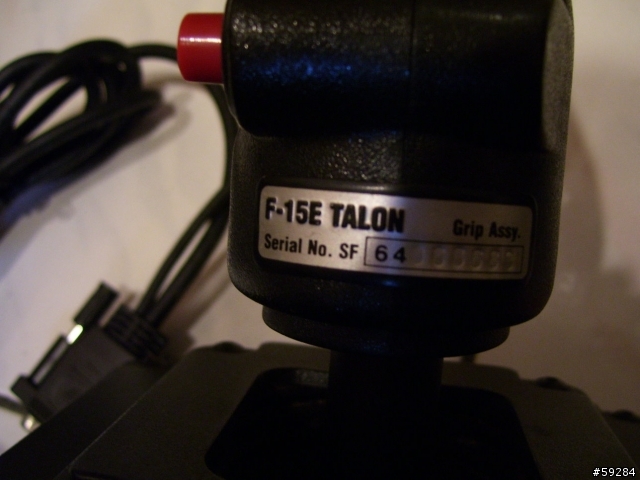 F-15E TALON Grip Assy.
Serial No. SF 64
#59284